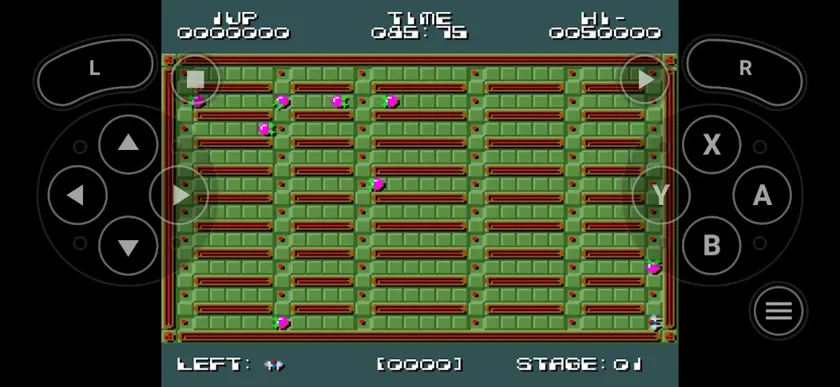 1UP TIME HI-
0000000 085:75 0050000
L R
X
Y A
B
LEFT: [0000] STAGE:01